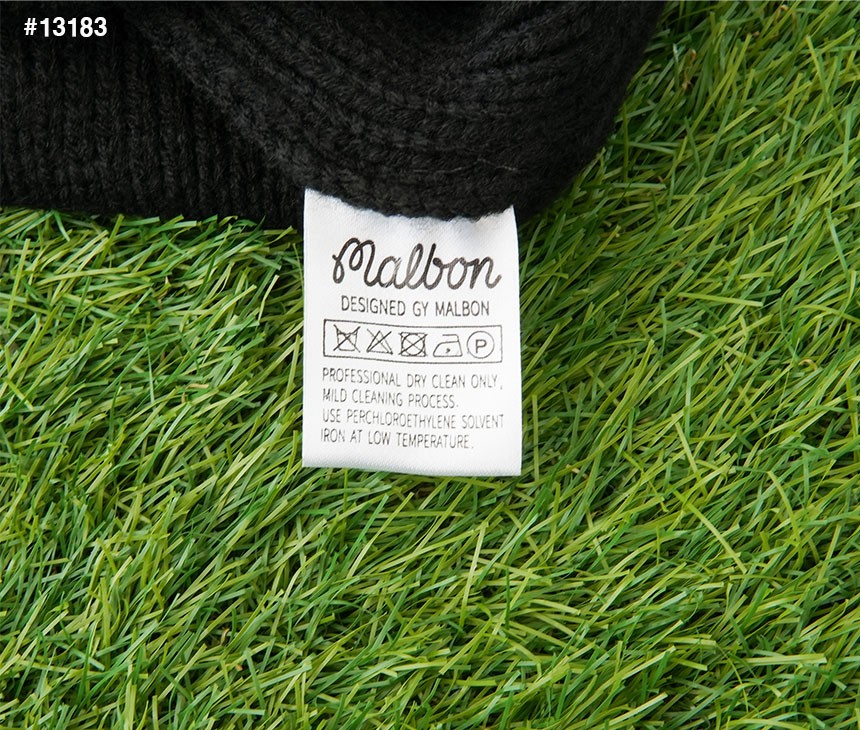 #13183
Malbon
DESIGNED GY MALBON
P
PROFESSIONAL DRY CLEAN ONLY,
MILD CLEANING PROCESS.
USE PERCHLOROETHYLENE SOLVENT
IRON AT LOW TEMPERATURE.